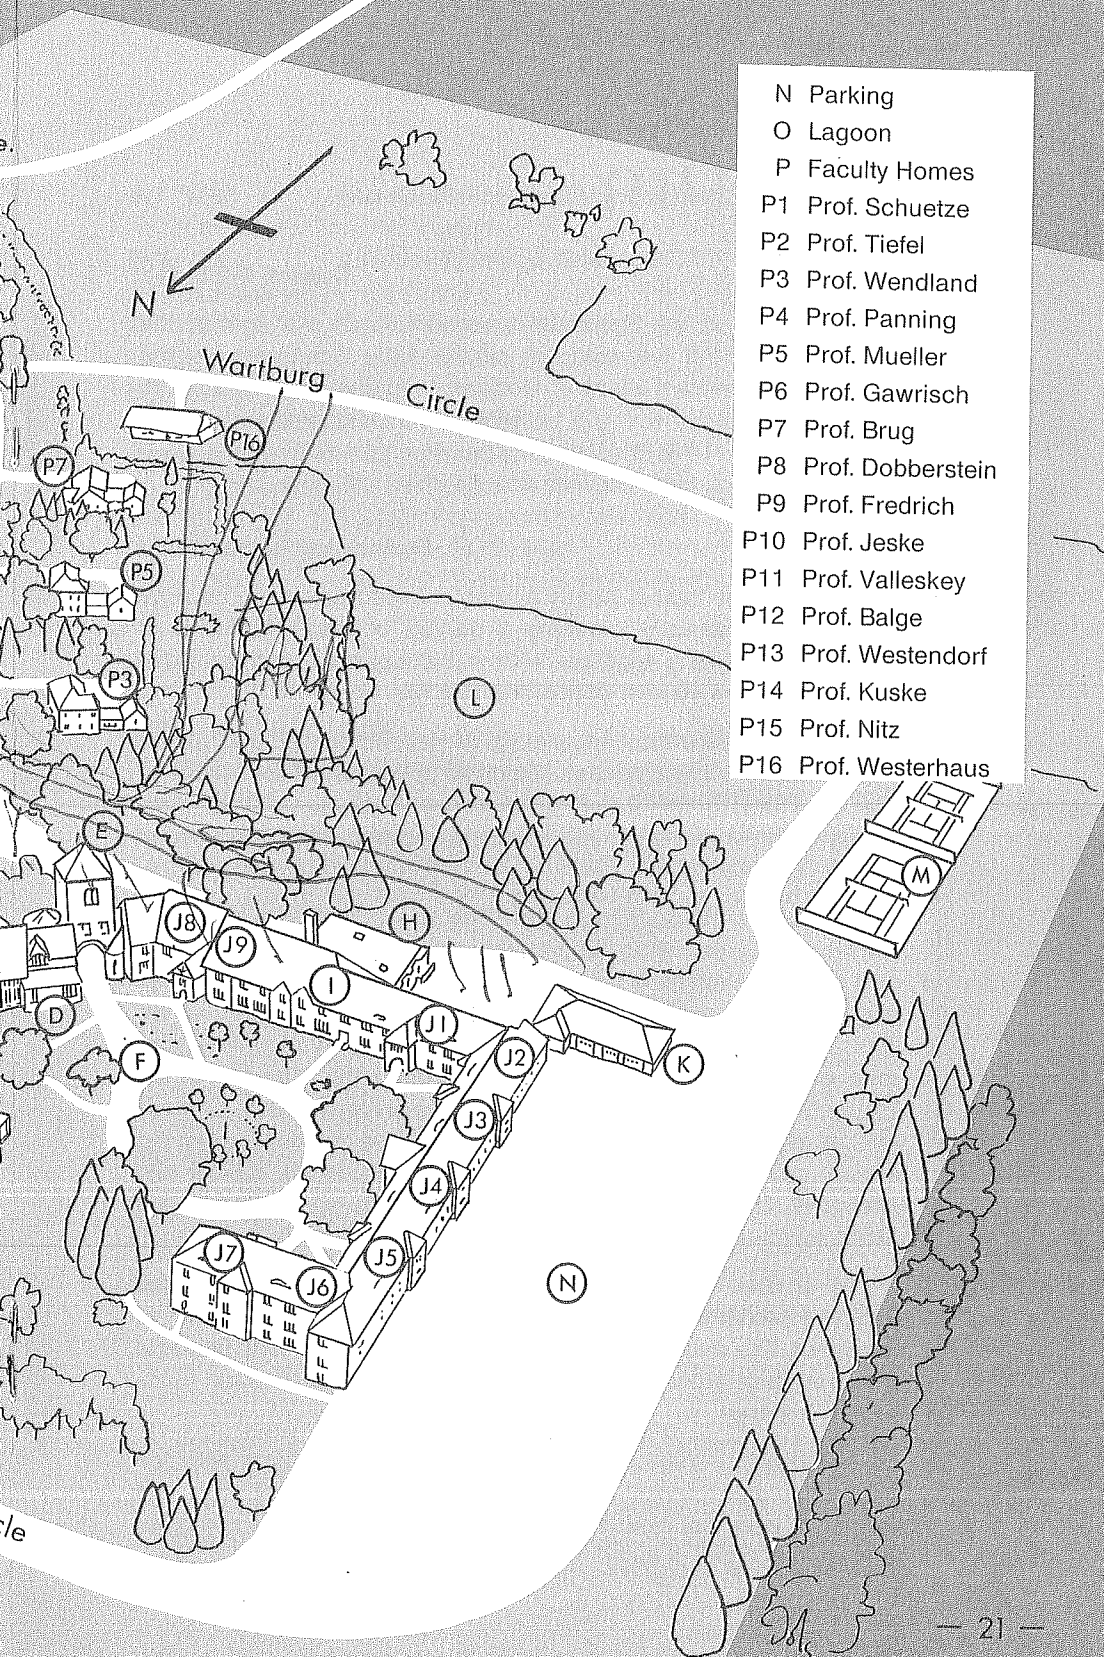 e.
N Parking
O Lagoon
P Faculty Homes
P1 Prof. Schuetze
P2 Prof. Tiefel
P3 Prof. Wendland
P4 Prof. Panning
P5 Prof. Mueller
P6 Prof. Gawrisch
P7 Prof. Brug
P8 Prof. Dobberstein
P9 Prof. Fredrich
P10 Prof. Jeske
P11 Prof. Valleskey
P12 Prof. Balge
P13 Prof. Westendorf
P14 Prof. Kuske
P15 Prof. Nitz
P16 Prof. Westerhaus
N
Wartburg Circle
P16
P7
P5
P3
L
E
M
J8
J9
H
I
D
J1
F
J2
K
J3
J4
J5
J7
J6
N
cle
— 21 —